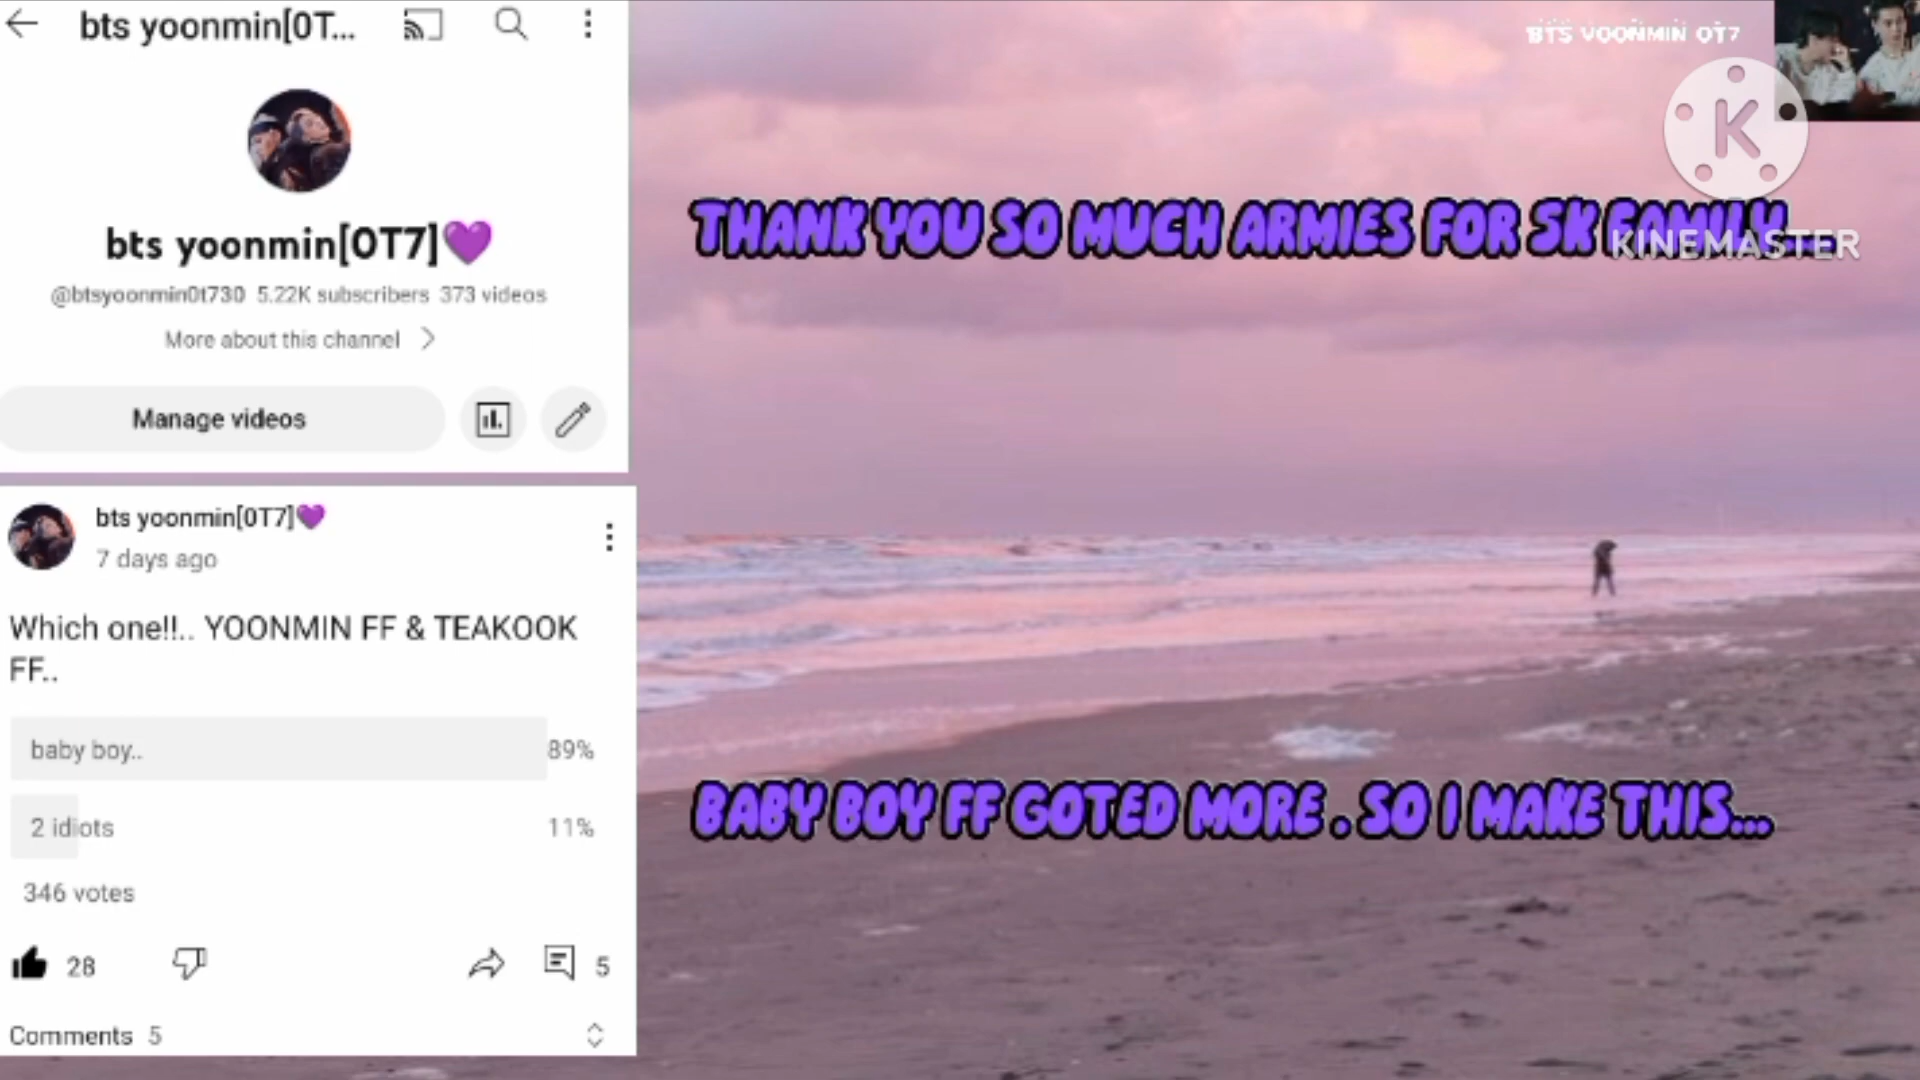 bts yoonmin[0T...
bts yoonmin[0T7]💜
@btsyoonmin0t730 5.22K subscribers 373 videos
More about this channel
Manage videos
bts yoonmin[0T7]💜
7 days ago
Which one!!.. YOONMIN FF & TEAKOOK
FF..
baby boy.. 89%
2 idiots 11%
346 votes
28
5
Comments 5
BTS YOONMIN OT7
K
KINEMASTER
THANK YOU SO MUCH ARMIES FOR 5K FAMILY...
BABY BOY FF GOTED MORE . SO I MAKE THIS...